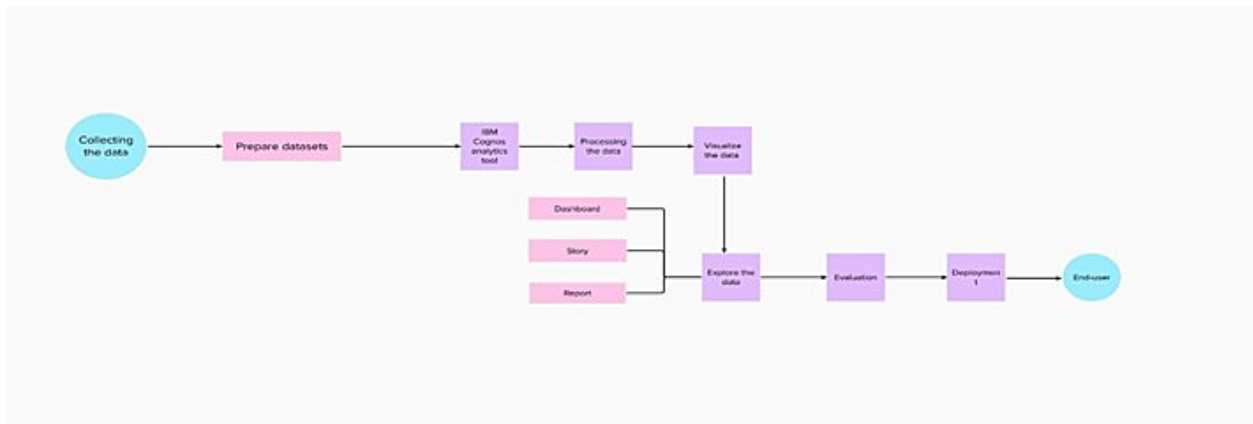 Collecting
the data
Prepare datasets
IBM
Cognos
analytics
tool
Processing
the data
Visualize
the data
Dashboard
Story
Report
Explore the
data
Evaluation
Deploymen
t
End-user